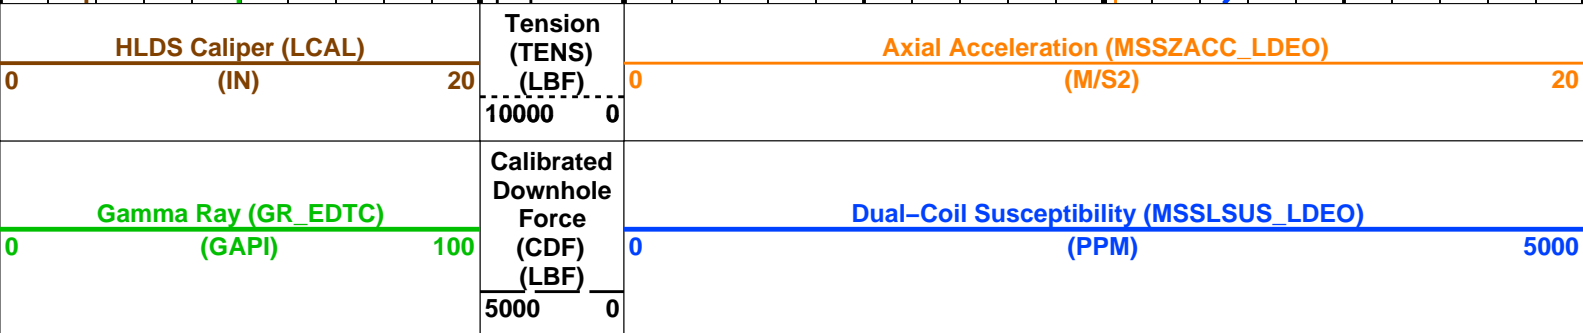 HLDS Caliper (LCAL)
0 (IN) 20
Tension
(TENS)
(LBF)
10000 0
Axial Acceleration (MSSZACC_LDEO)
0 (M/S2) 20
Gamma Ray (GR_EDTC)
0 (GAPI) 100
Calibrated
Downhole
Force
(CDF)
(LBF)
5000 0
Dual−Coil Susceptibility (MSSLSUS_LDEO)
0 (PPM) 5000